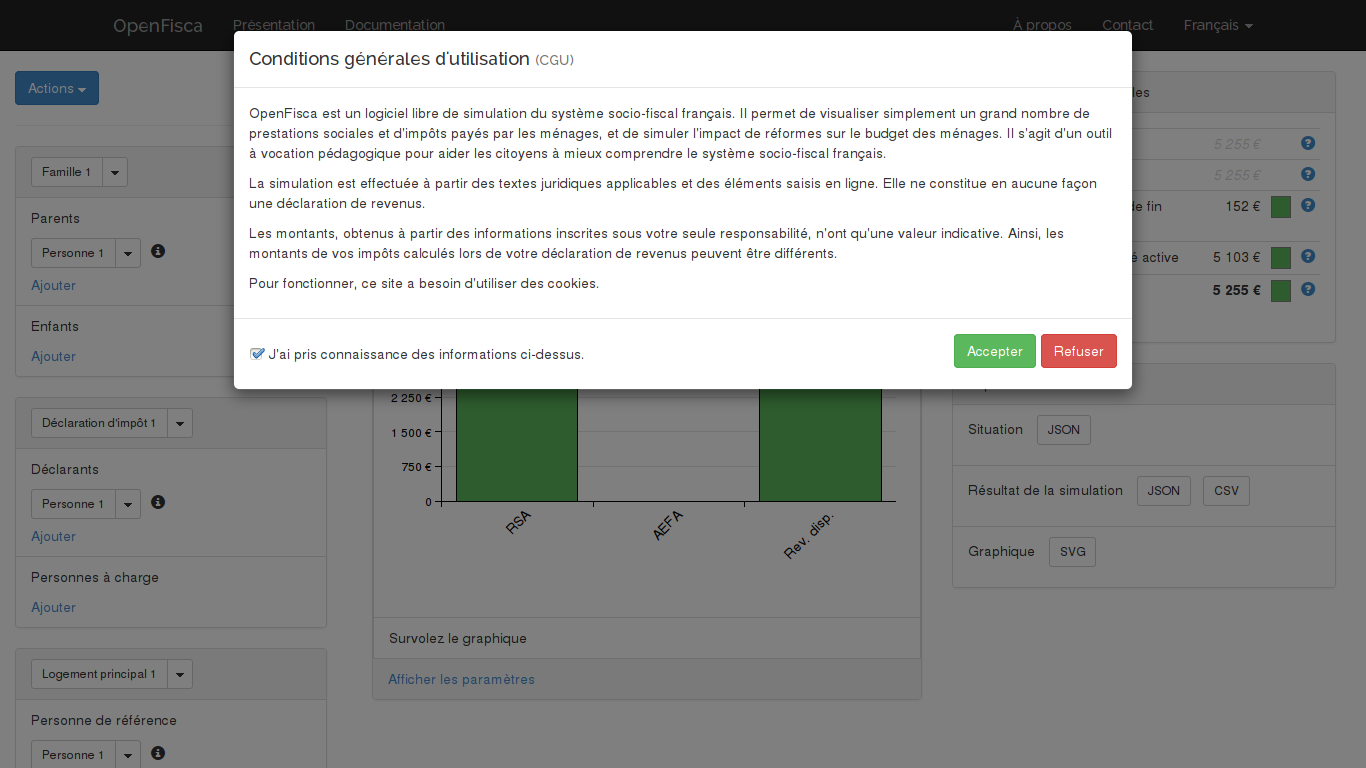 OpenFisca Présentation Documentation À propos Contact Français
Conditions générales d'utilisation (CGU)
OpenFisca est un logiciel libre de simulation du système socio-fiscal français. Il permet de visualiser simplement un grand nombre de
prestations sociales et d'impôts payés par les ménages, et de simuler l'impact de réformes sur le budget des ménages. Il s'agit d'un outil
à vocation pédagogique pour aider les citoyens à mieux comprendre le système socio-fiscal français.
La simulation est effectuée à partir des textes juridiques applicables et des éléments saisis en ligne. Elle ne constitue en aucune façon
une déclaration de revenus.
Les montants, obtenus à partir des informations inscrites sous votre seule responsabilité, n'ont qu'une valeur indicative. Ainsi, les
montants de vos impôts calculés lors de votre déclaration de revenus peuvent être différents.
Pour fonctionner, ce site a besoin d'utiliser des cookies.
J'ai pris connaissance des informations ci-dessus.
Accepter Refuser
Actions
Famille 1
Parents
Personne 1
Ajouter
Enfants
Ajouter
Déclaration d'impôt 1
Déclarants
Personne 1
Ajouter
Personnes à charge
Ajouter
Logement principal 1
Personne de référence
Personne 1
2 250 €
1 500 €
750 €
0
RSA
AEFA
Rev. disp.
Survolez le graphique
Afficher les paramètres
5 255 €
5 255 €
de fin 152 €
active 5 103 €
5 255 €
Situation JSON
Résultat de la simulation JSON CSV
Graphique SVG